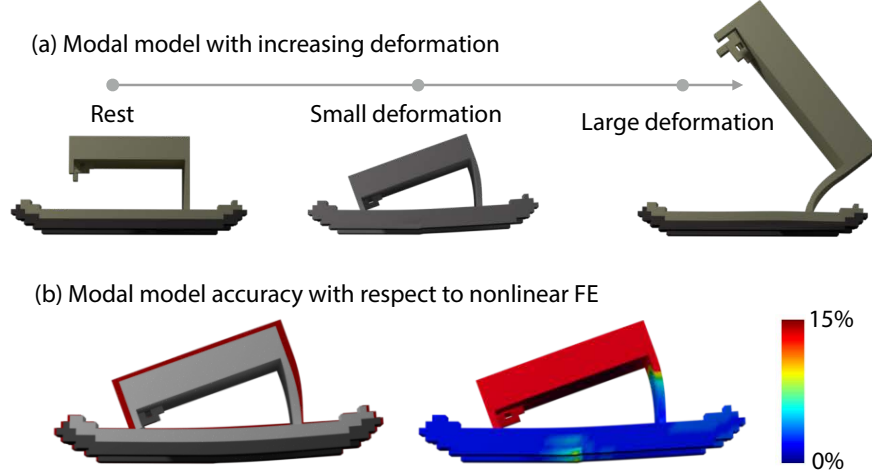 (a) Modal model with increasing deformation
Rest
Small deformation
Large deformation
(b) Modal model accuracy with respect to nonlinear FE
15%
0%